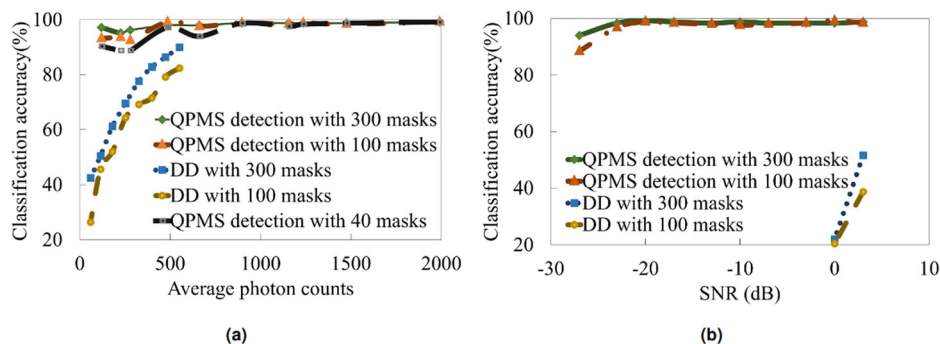 (a)
Classification accuracy(%)
100
80
60
40
20
QPMS detection with 300 masks
QPMS detection with 100 masks
DD with 300 masks
DD with 100 masks
QPMS detection with 40 masks
0 500 1000 1500 2000
Average photon counts
(a)
b)
Classification accuracy(%)
100
80
60
40
20
QPMS detection with 300 masks
QPMS detection with 100 masks
DD with 300 masks
DD with 100 masks
-30 -20 -10 0 10
SNR (dB)
(b)